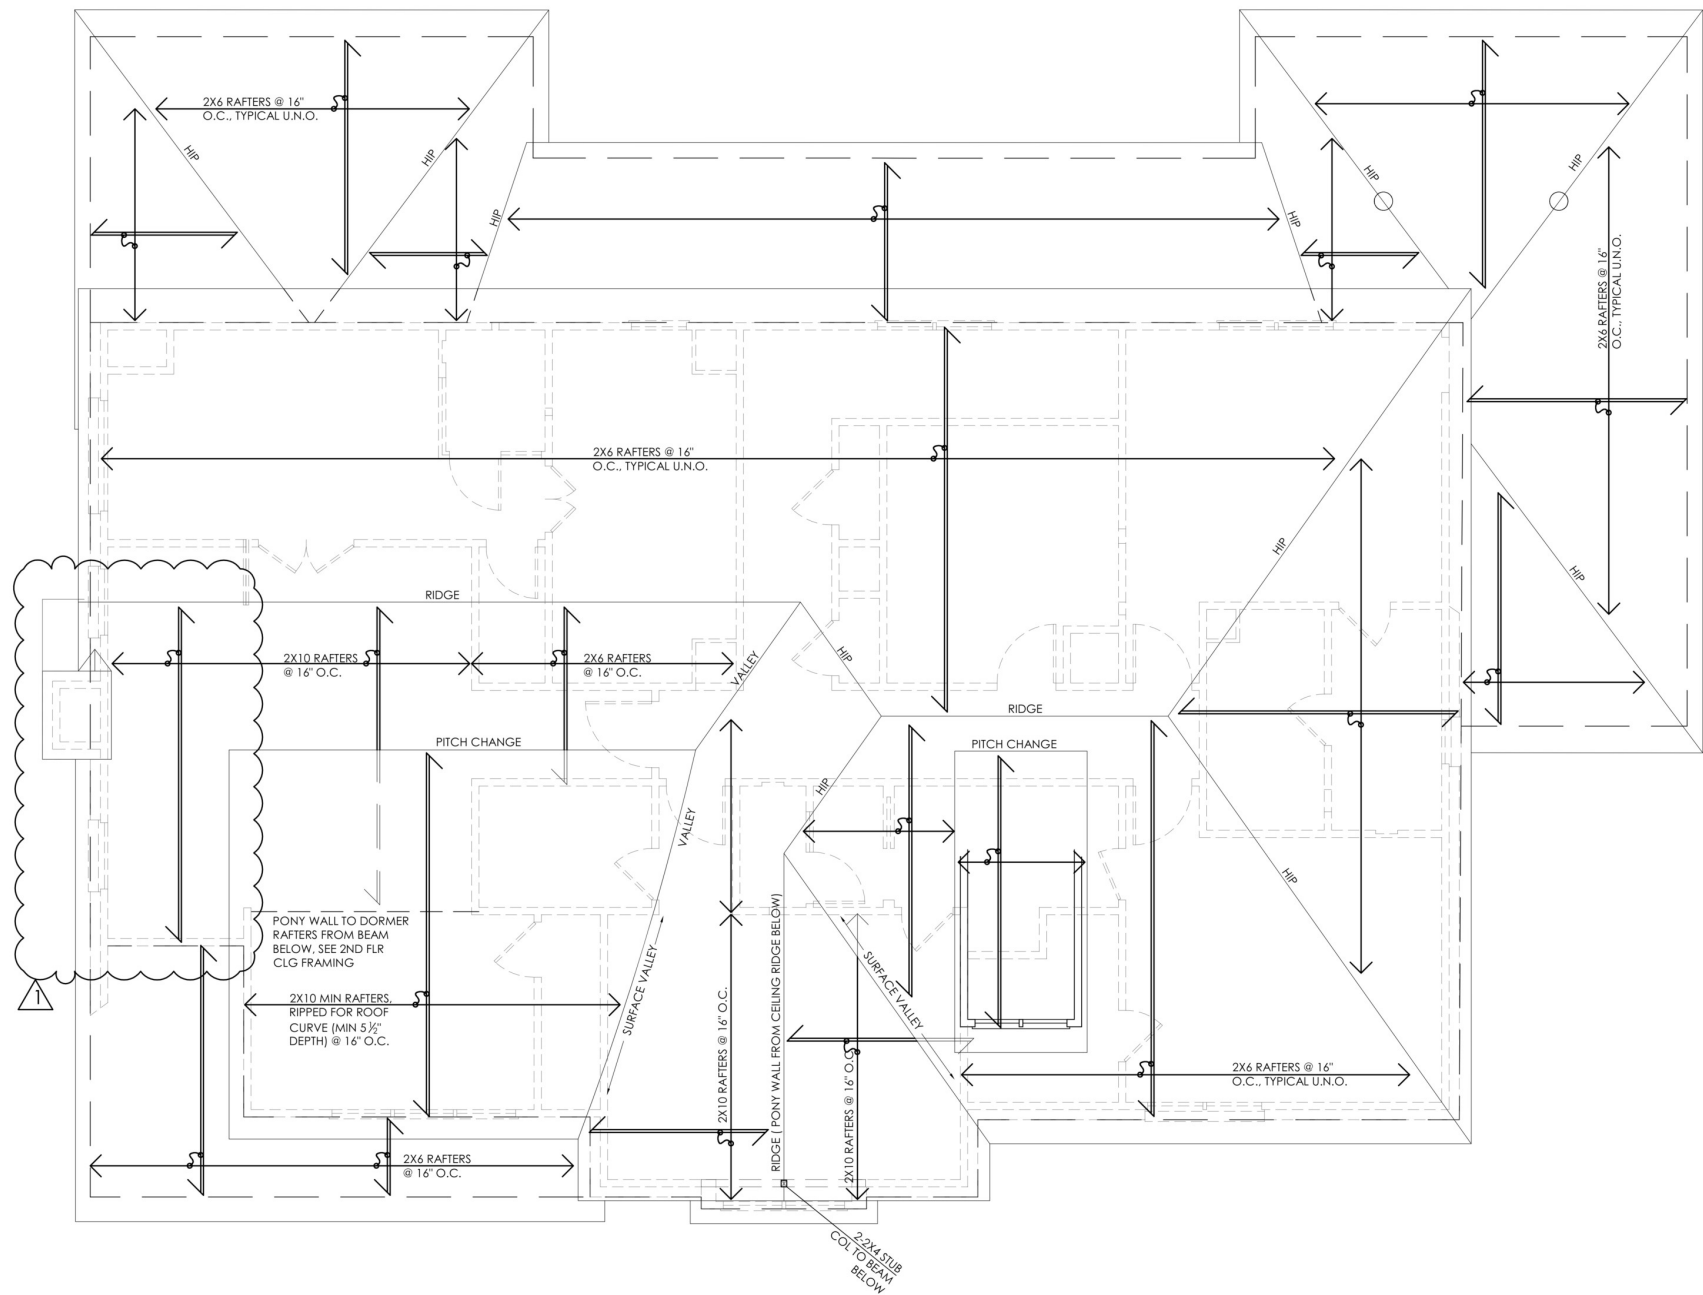 2X6 RAFTERS @ 16"
O.C., TYPICAL U.N.O.
HIP
HIP
HIP
HIP
HIP
HIP
2X6 RAFTERS @ 16"
O.C., TYPICAL U.N.O.
2X6 RAFTERS @ 16"
O.C., TYPICAL U.N.O.
HIP
HIP
RIDGE
2X10 RAFTERS
@ 16" O.C.
2X6 RAFTERS
@ 16" O.C.
VALLEY
HIP
RIDGE
PITCH CHANGE
PITCH CHANGE
HIP
VALLEY
HIP
PONY WALL TO DORMER
RAFTERS FROM BEAM
BELOW, SEE 2ND FLR
CLG FRAMING
1
2X10 MIN RAFTERS,
RIPPED FOR ROOF
CURVE (MIN 5½"
DEPTH) @ 16" O.C.
SURFACE VALLEY
2X10 RAFTERS @ 16" O.C.
RIDGE ( PONY WALL FROM CEILING RIDGE BELOW)
2X10 RAFTERS @ 16" O.C.
SURFACE VALLEY
2X6 RAFTERS @ 16"
O.C., TYPICAL U.N.O.
2X6 RAFTERS
@ 16" O.C.
2-2X4 STUB
COL TO BEAM
BELOW